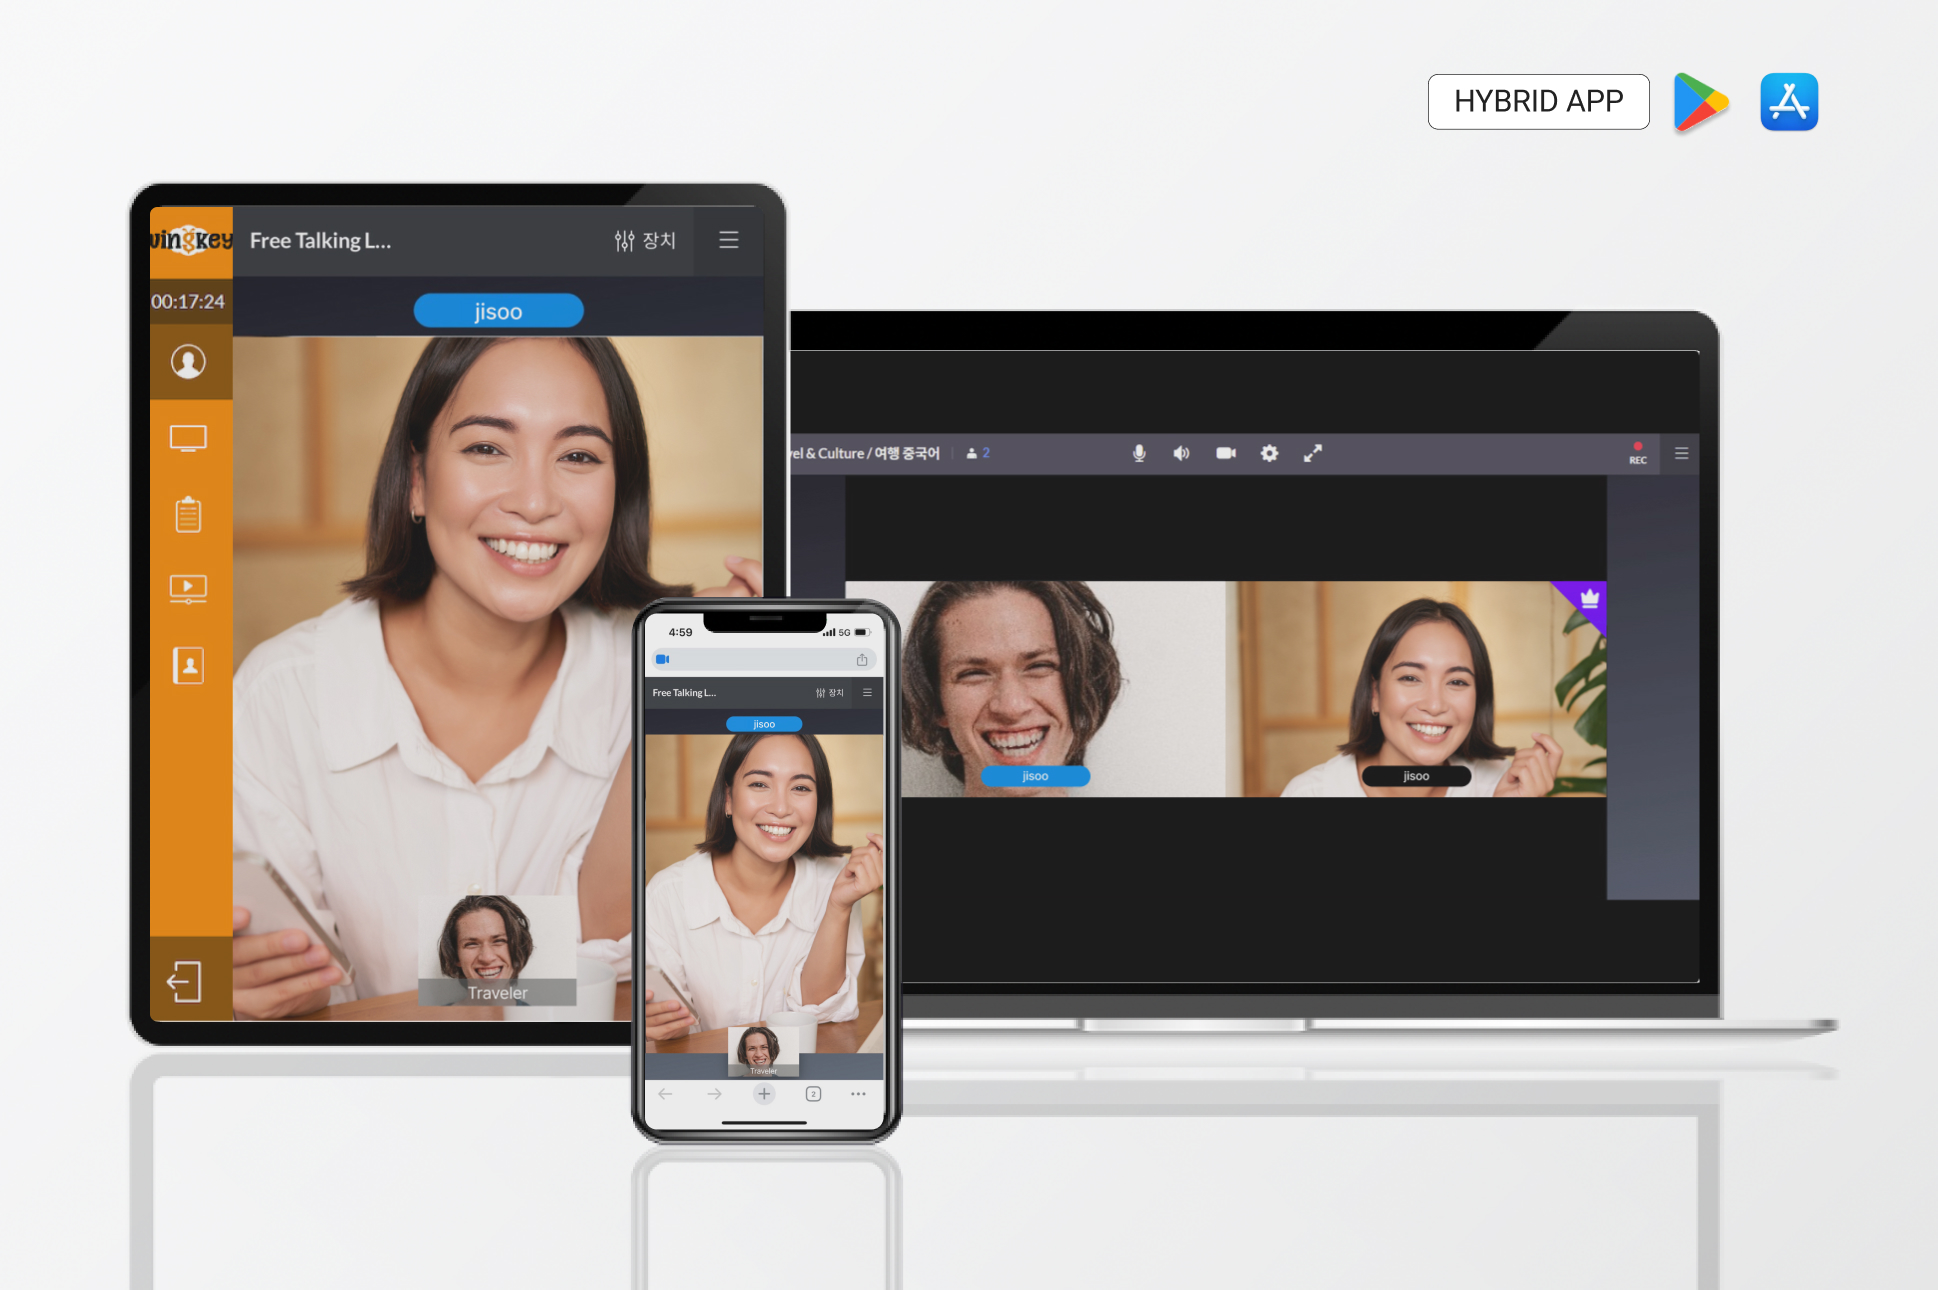 HYBRID APP
wingkey
Free Talking L...
장치
00:17:24
jisoo
Traveler
4:59
5G
Free Talking L...
장치
jisoo
Traveler
2
vel & Culture / 여행 중국어
2
REC
jisoo
jisoo